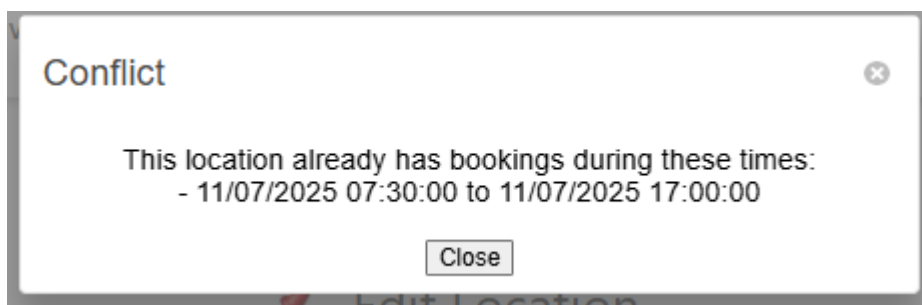 Conflict
This location already has bookings during these times:
- 11/07/2025 07:30:00 to 11/07/2025 17:00:00
Close
Edit Location